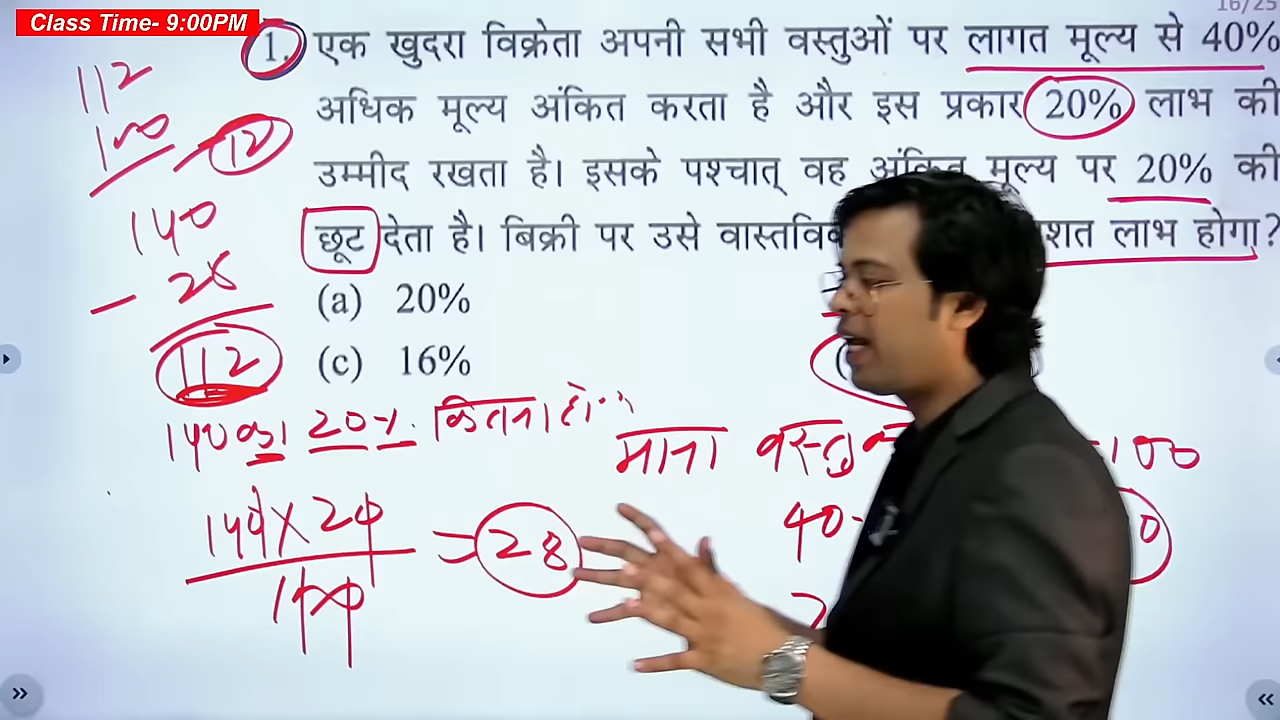 16/25
Class Time- 9:00PM
1. एक खुदरा विक्रेता अपनी सभी वस्तुओं पर लागत मूल्य से 40%
अधिक मूल्य अंकित करता है और इस प्रकार 20% लाभ की
उम्मीद रखता है। इसके पश्चात् वह अंकित मूल्य पर 20% की
छूट देता है। बिक्री पर उसे लाभ होगा?
(a) 20%
(c) 16%
112
100
12
140
- 28
112
140 का 20%. कितना
140 X 20
100
= 28
माना 100
40